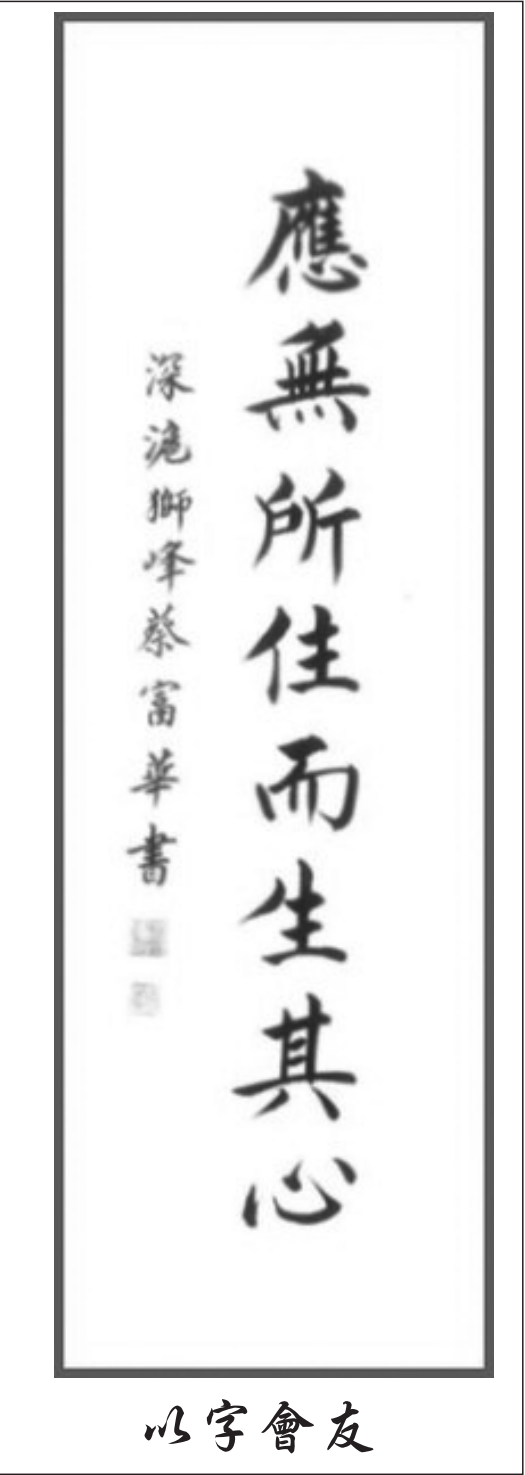 應無所住而生其心
深滬獅峰蔡富華書
以字會友